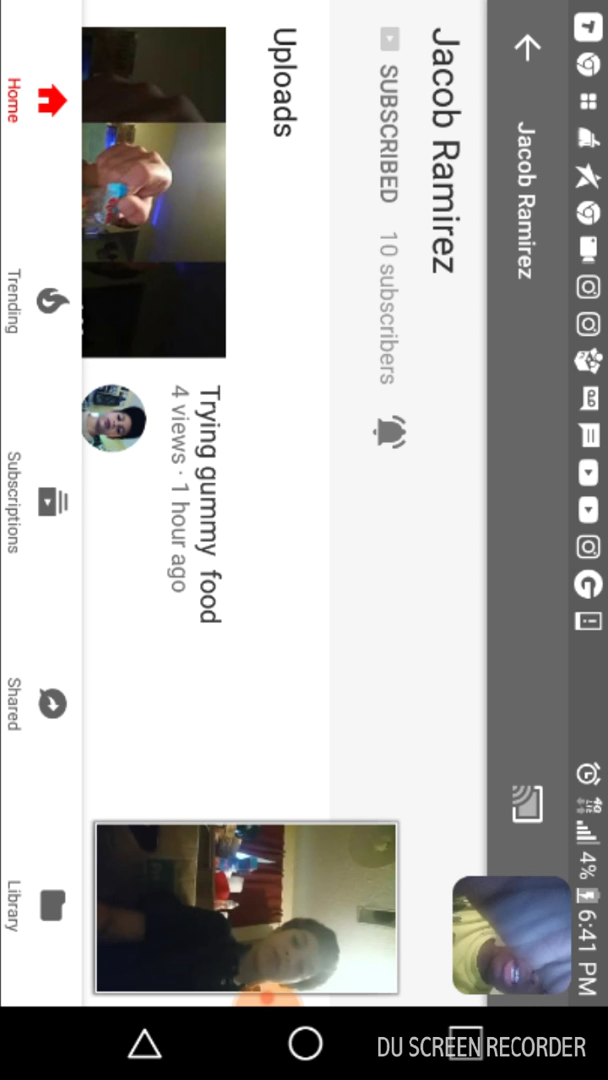 4% 6:41 PM
Jacob Ramirez
Jacob Ramirez
SUBSCRIBED 10 subscribers
Uploads
Trying gummy food
4 views · 1 hour ago
Home Trending Subscriptions Shared Library
DU SCREEN RECORDER